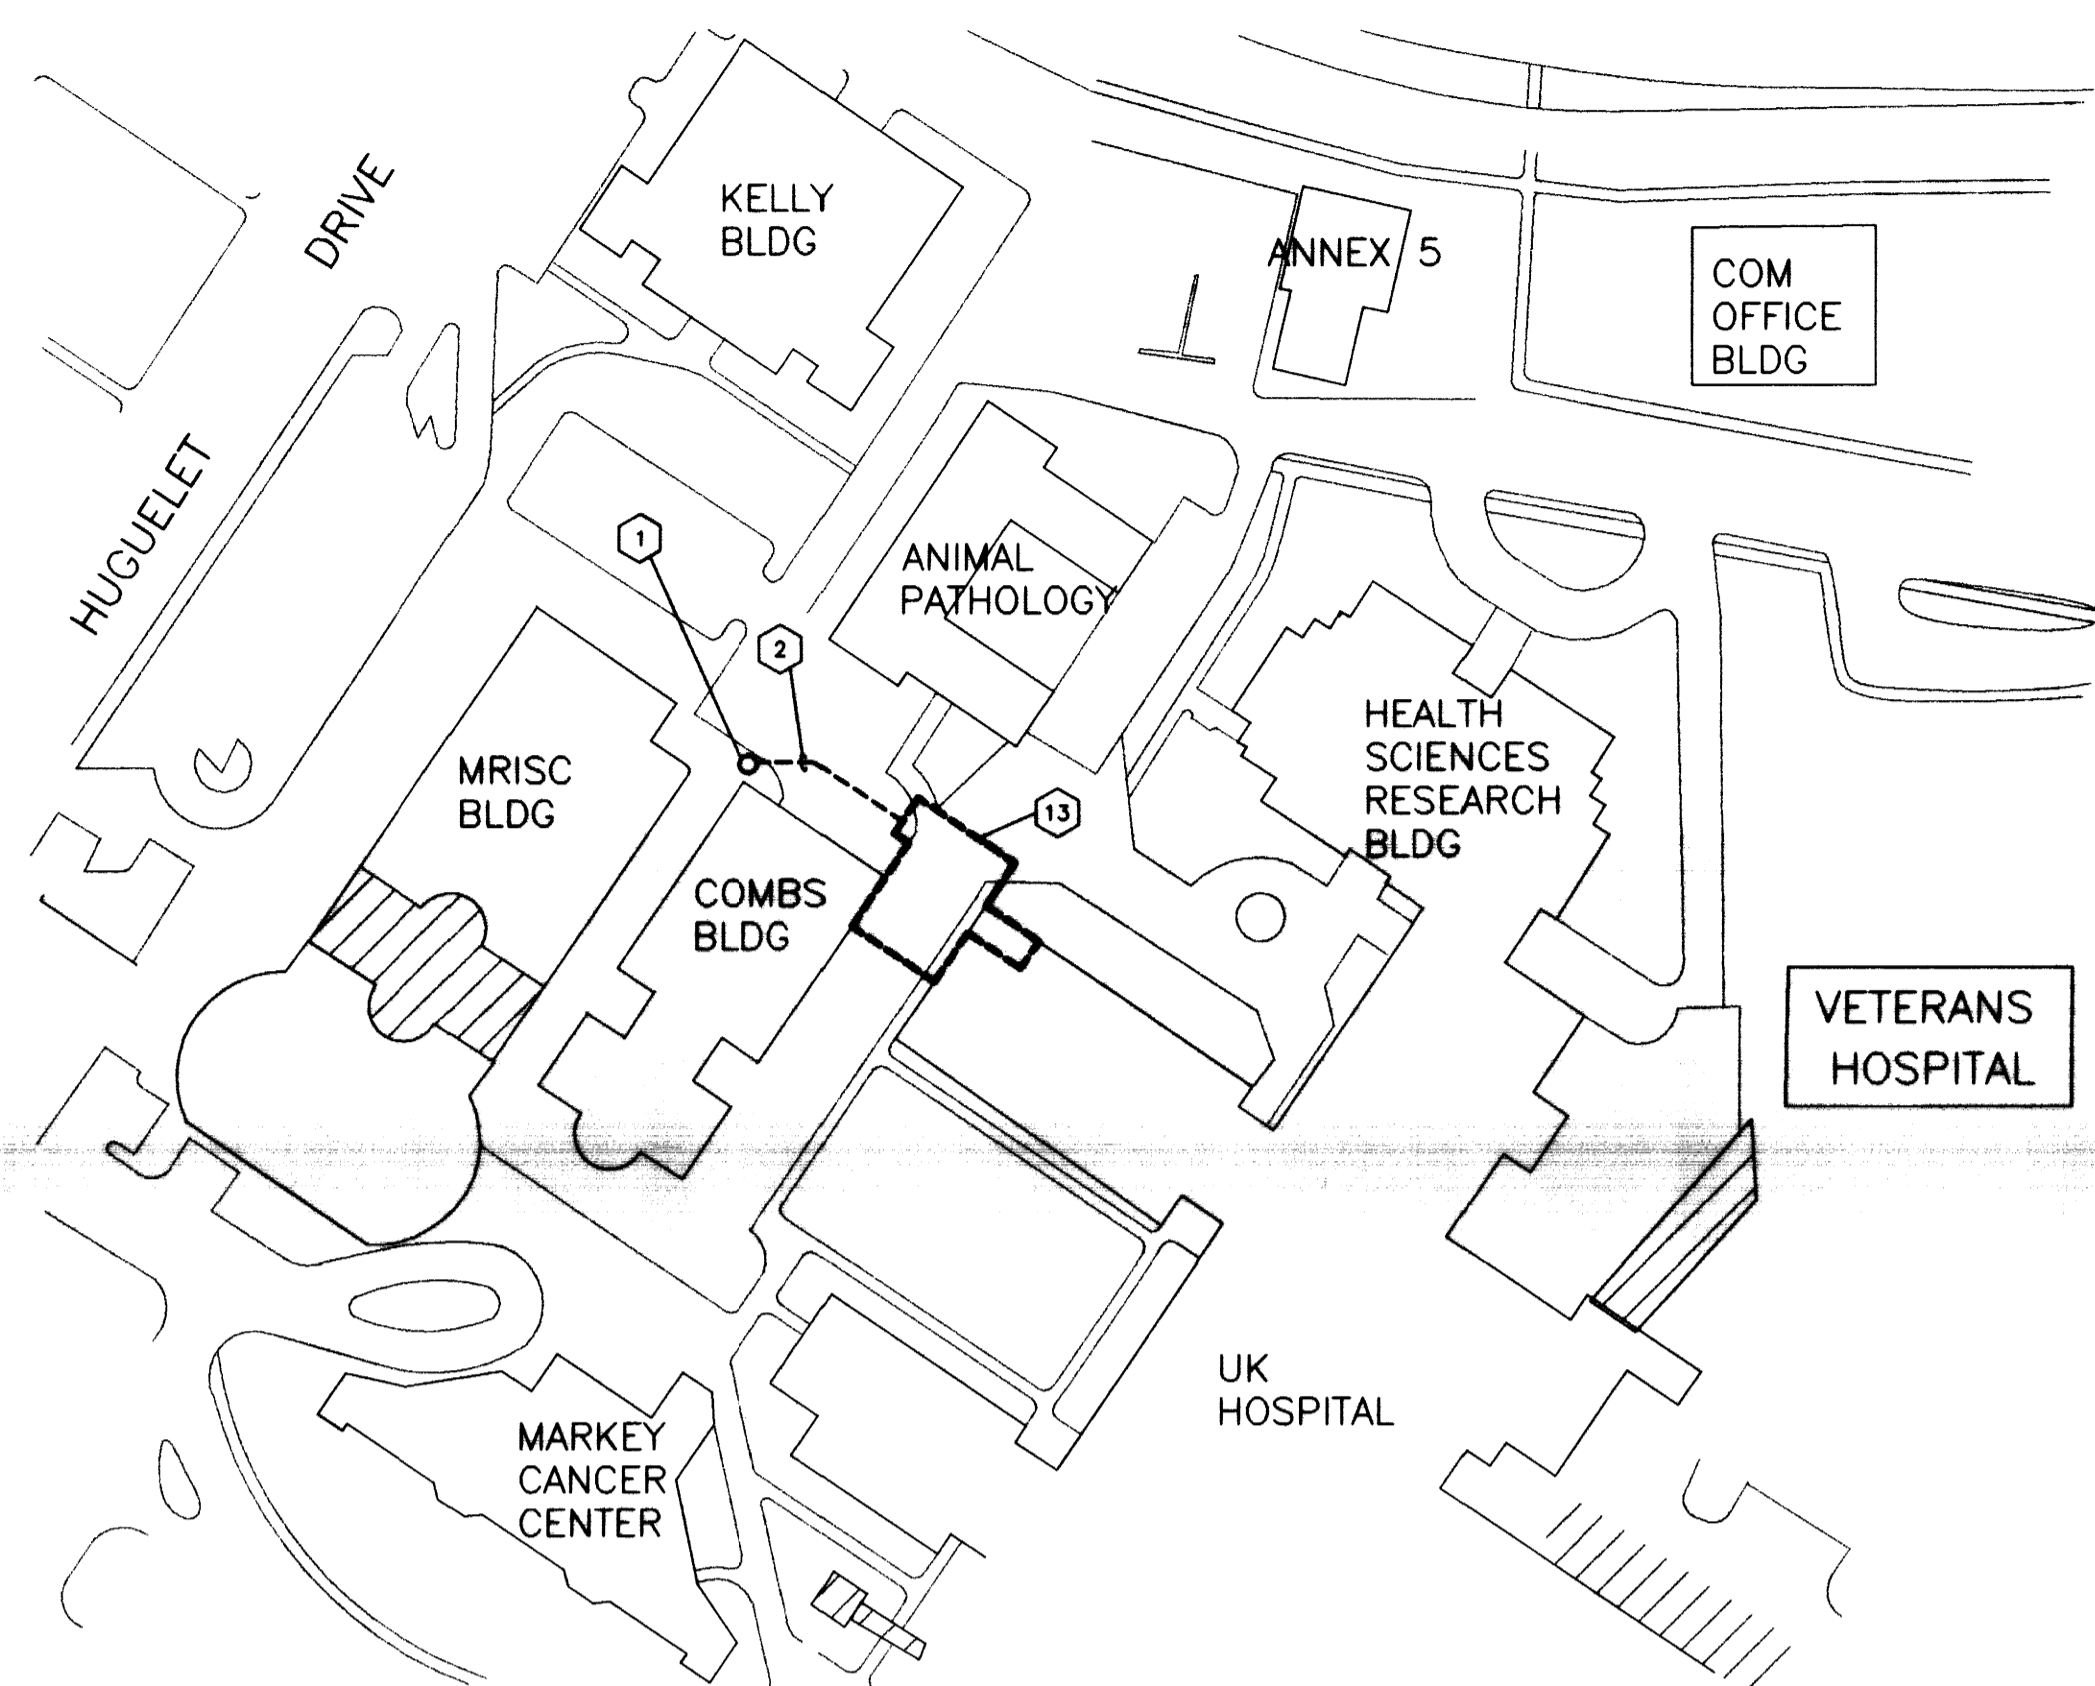 KELLY
BLDG
DRIVE
ANNEX 5
COM
OFFICE
BLDG
HUGUELET
1
ANIMAL
PATHOLOGY
2
HEALTH
SCIENCES
RESEARCH
BLDG
MRISC
BLDG
13
COMBS
BLDG
VETERANS
HOSPITAL
UK
HOSPITAL
MARKEY
CANCER
CENTER